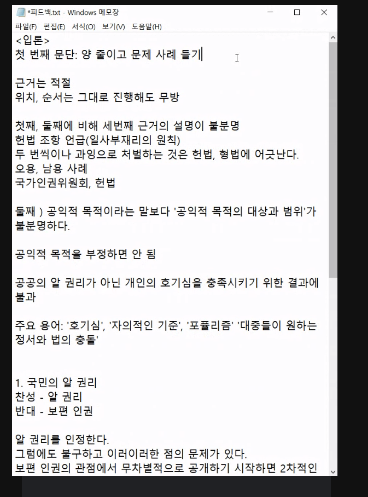 *피드백.txt - Windows 메모장
파일(F) 편집(E) 서식(O) 보기(V) 도움말(H)
<입론>
첫 번째 문단: 양 줄이고 문제 사례 들기
근거는 적절
위치, 순서는 그대로 진행해도 무방
첫째, 둘째에 비해 세번째 근거의 설명이 불분명
헌법 조항 언급(일사부재리의 원칙)
두 번씩이나 과잉으로 처벌하는 것은 헌법, 형법에 어긋난다.
오용, 남용 사례
국가인권위원회, 헌법
둘째 ) 공익적 목적이라는 말보다 '공익적 목적의 대상과 범위'가
불분명하다.
공익적 목적을 부정하면 안 됨
공공의 알 권리가 아닌 개인의 호기심을 충족시키기 위한 결과에
불과
주요 용어: '호기심', '자의적인 기준', '포퓰리즘' '대중들이 원하는
정서와 법의 충돌'
1. 국민의 알 권리
찬성 - 알 권리
반대 - 보편 인권
알 권리를 인정한다.
그럼에도 불구하고 이러이러한 점의 문제가 있다.
보편 인권의 관점에서 무차별적으로 공개하기 시작하면 2차적인